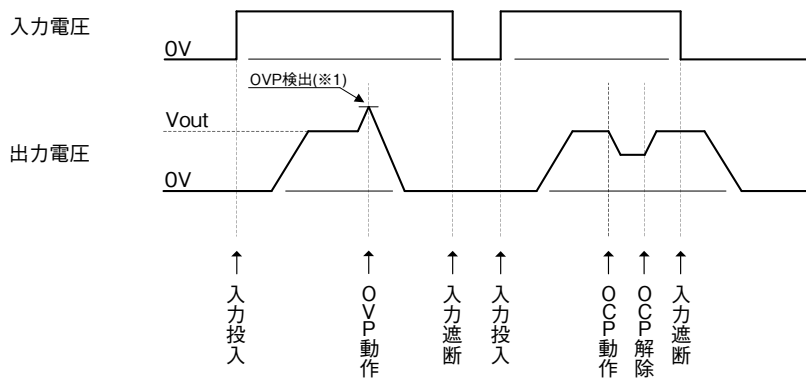 入力電圧
0V
OVP検出(※1)
Vout
出力電圧
0V
入力投入
OVP動作
入力遮断
入力投入
OCP動作
OCP解除
入力遮断